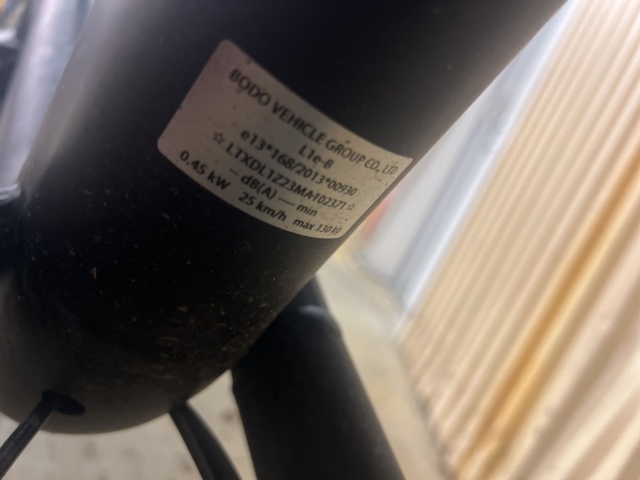 BODO VEHICLE GROUP CO., LTD
L1e-B
e13*168/2013*00930
☆ LTXDL1Z23MA102371 ☆
— dB(A) — min
0.45 kW 25 km/h max 130 kg